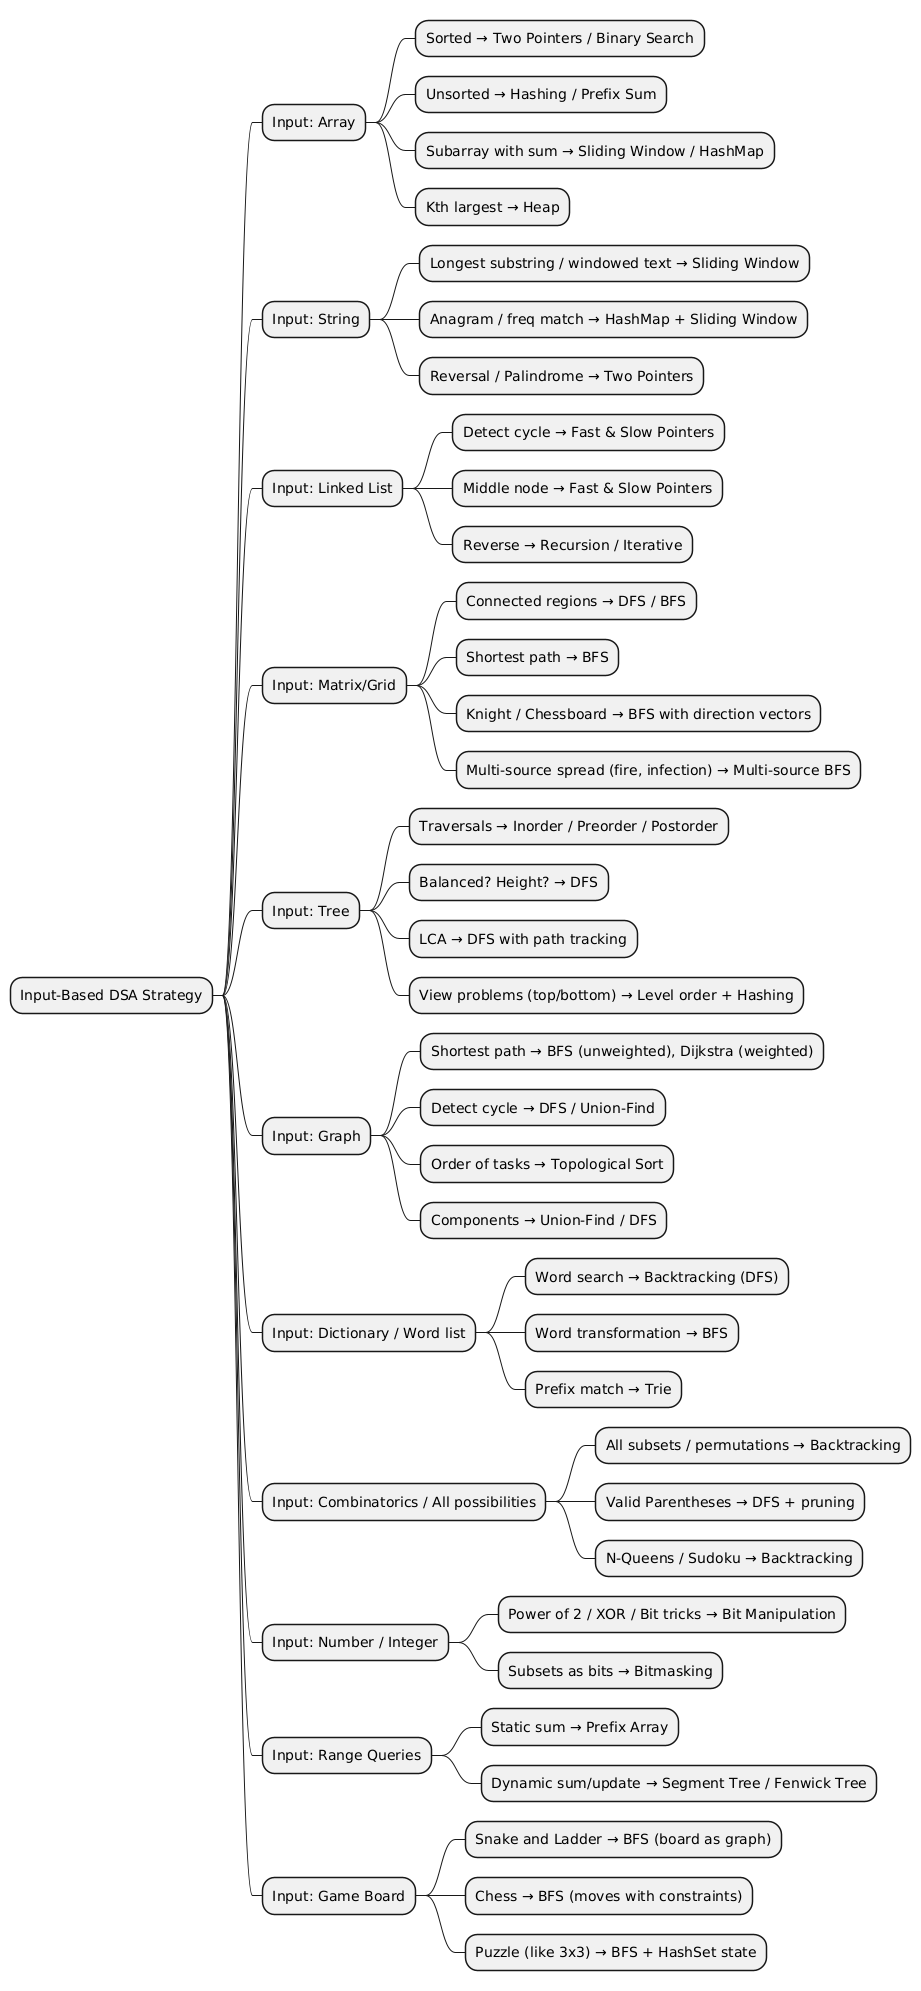 Input-Based DSA Strategy
Input: Array
Sorted → Two Pointers / Binary Search
Unsorted → Hashing / Prefix Sum
Subarray with sum → Sliding Window / HashMap
Kth largest → Heap
Input: String
Longest substring / windowed text → Sliding Window
Anagram / freq match → HashMap + Sliding Window
Reversal / Palindrome → Two Pointers
Input: Linked List
Detect cycle → Fast & Slow Pointers
Middle node → Fast & Slow Pointers
Reverse → Recursion / Iterative
Input: Matrix/Grid
Connected regions → DFS / BFS
Shortest path → BFS
Knight / Chessboard → BFS with direction vectors
Multi-source spread (fire, infection) → Multi-source BFS
Input: Tree
Traversals → Inorder / Preorder / Postorder
Balanced? Height? → DFS
LCA → DFS with path tracking
View problems (top/bottom) → Level order + Hashing
Input: Graph
Shortest path → BFS (unweighted), Dijkstra (weighted)
Detect cycle → DFS / Union-Find
Order of tasks → Topological Sort
Components → Union-Find / DFS
Input: Dictionary / Word list
Word search → Backtracking (DFS)
Word transformation → BFS
Prefix match → Trie
Input: Combinatorics / All possibilities
All subsets / permutations → Backtracking
Valid Parentheses → DFS + pruning
N-Queens / Sudoku → Backtracking
Input: Number / Integer
Power of 2 / XOR / Bit tricks → Bit Manipulation
Subsets as bits → Bitmasking
Input: Range Queries
Static sum → Prefix Array
Dynamic sum/update → Segment Tree / Fenwick Tree
Input: Game Board
Snake and Ladder → BFS (board as graph)
Chess → BFS (moves with constraints)
Puzzle (like 3x3) → BFS + HashSet state